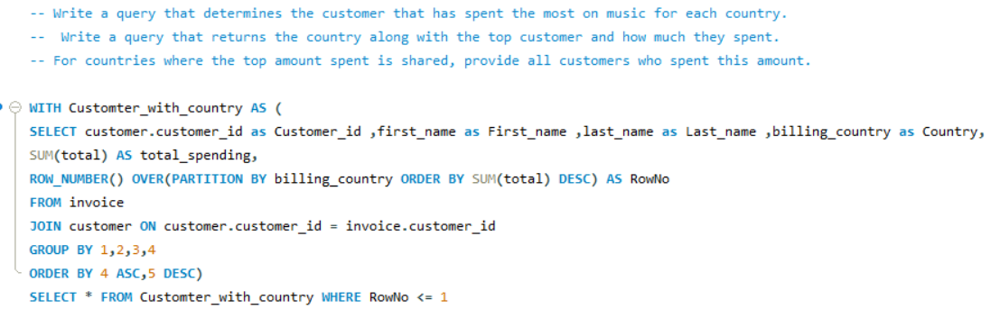 -- Write a query that determines the customer that has spent the most on music for each country.
--  Write a query that returns the country along with the top customer and how much they spent.
-- For countries where the top amount spent is shared, provide all customers who spent this amount.
WITH Customter_with_country AS (
SELECT customer.customer_id as Customer_id ,first_name as First_name ,last_name as Last_name ,billing_country as Country,
SUM(total) AS total_spending,
ROW_NUMBER() OVER(PARTITION BY billing_country ORDER BY SUM(total) DESC) AS RowNo
FROM invoice
JOIN customer ON customer.customer_id = invoice.customer_id
GROUP BY 1,2,3,4
ORDER BY 4 ASC,5 DESC)
SELECT * FROM Customter_with_country WHERE RowNo <= 1